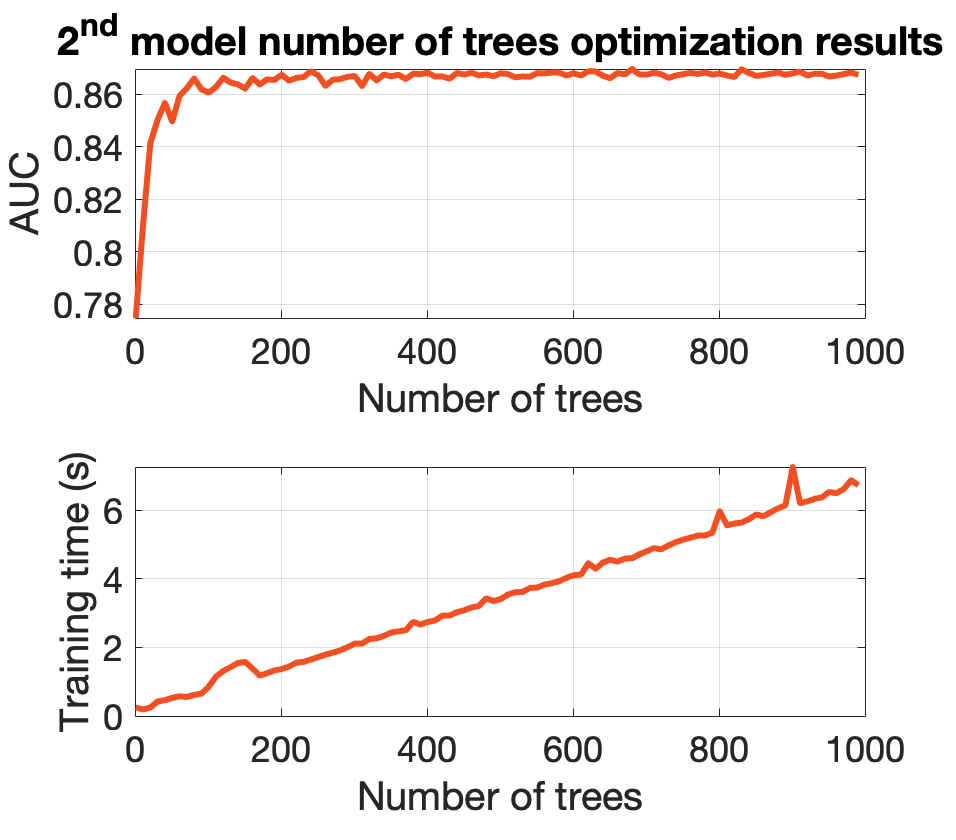 2nd model number of trees optimization results
0.86
0.84
0.82
0.8
0.78
AUC
0 200 400 600 800 1000
Number of trees
6
4
2
0
Training time (s)
0 200 400 600 800 1000
Number of trees